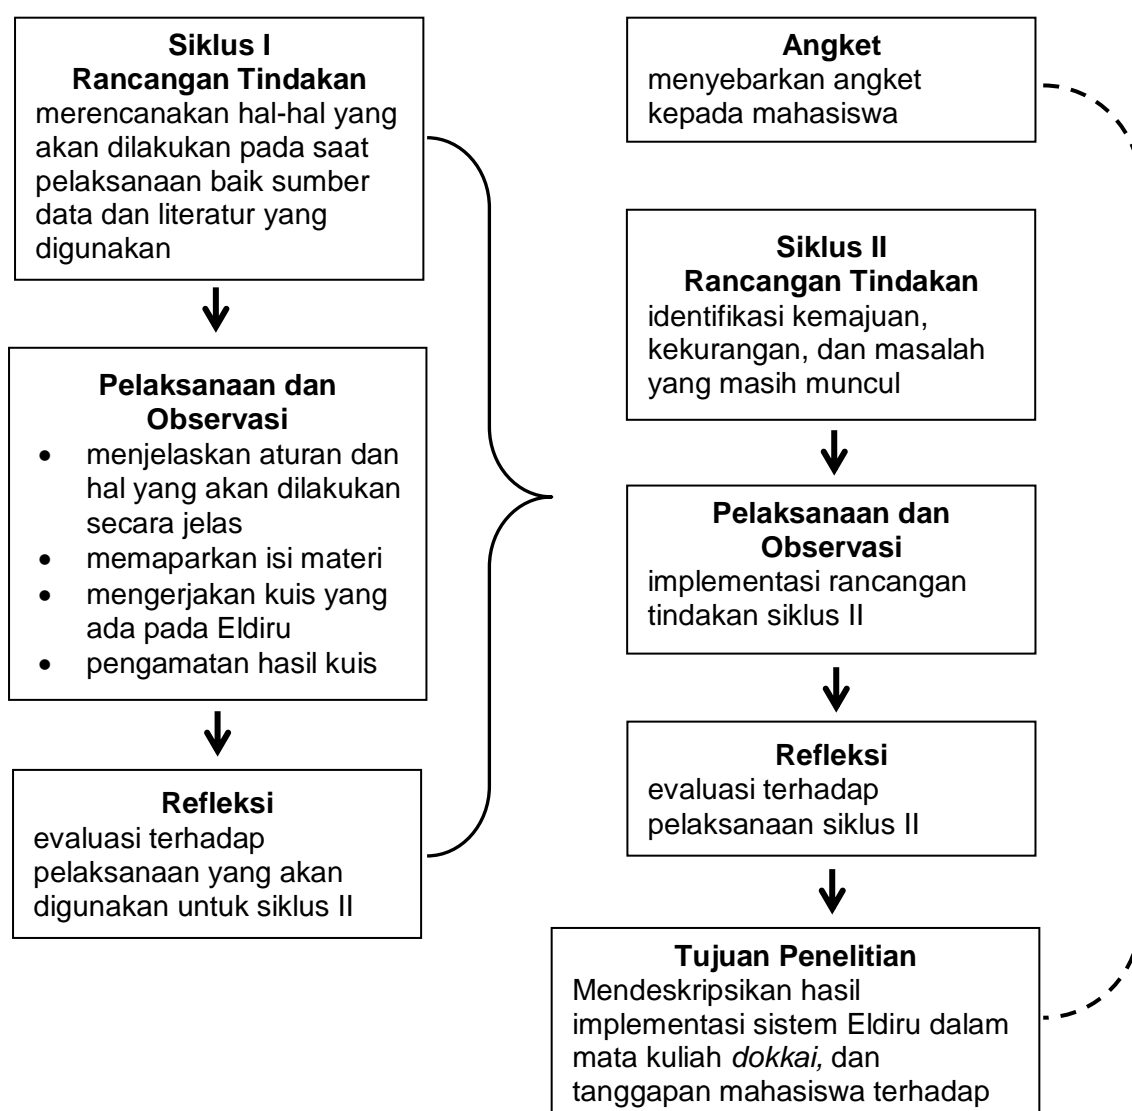 Siklus I
Rancangan Tindakan
merencanakan hal-hal yang
akan dilakukan pada saat
pelaksanaan baik sumber
data dan literatur yang
digunakan
Pelaksanaan dan
Observasi
• menjelaskan aturan dan
hal yang akan dilakukan
secara jelas
• memaparkan isi materi
• mengerjakan kuis yang
ada pada Eldiru
• pengamatan hasil kuis
Refleksi
evaluasi terhadap
pelaksanaan yang akan
digunakan untuk siklus II
Angket
menyebarkan angket
kepada mahasiswa
Siklus II
Rancangan Tindakan
identifikasi kemajuan,
kekurangan, dan masalah
yang masih muncul
Pelaksanaan dan
Observasi
implementasi rancangan
tindakan siklus II
Refleksi
evaluasi terhadap
pelaksanaan siklus II
Tujuan Penelitian
Mendeskripsikan hasil
implementasi sistem Eldiru dalam
mata kuliah dokkai, dan
tanggapan mahasiswa terhadap